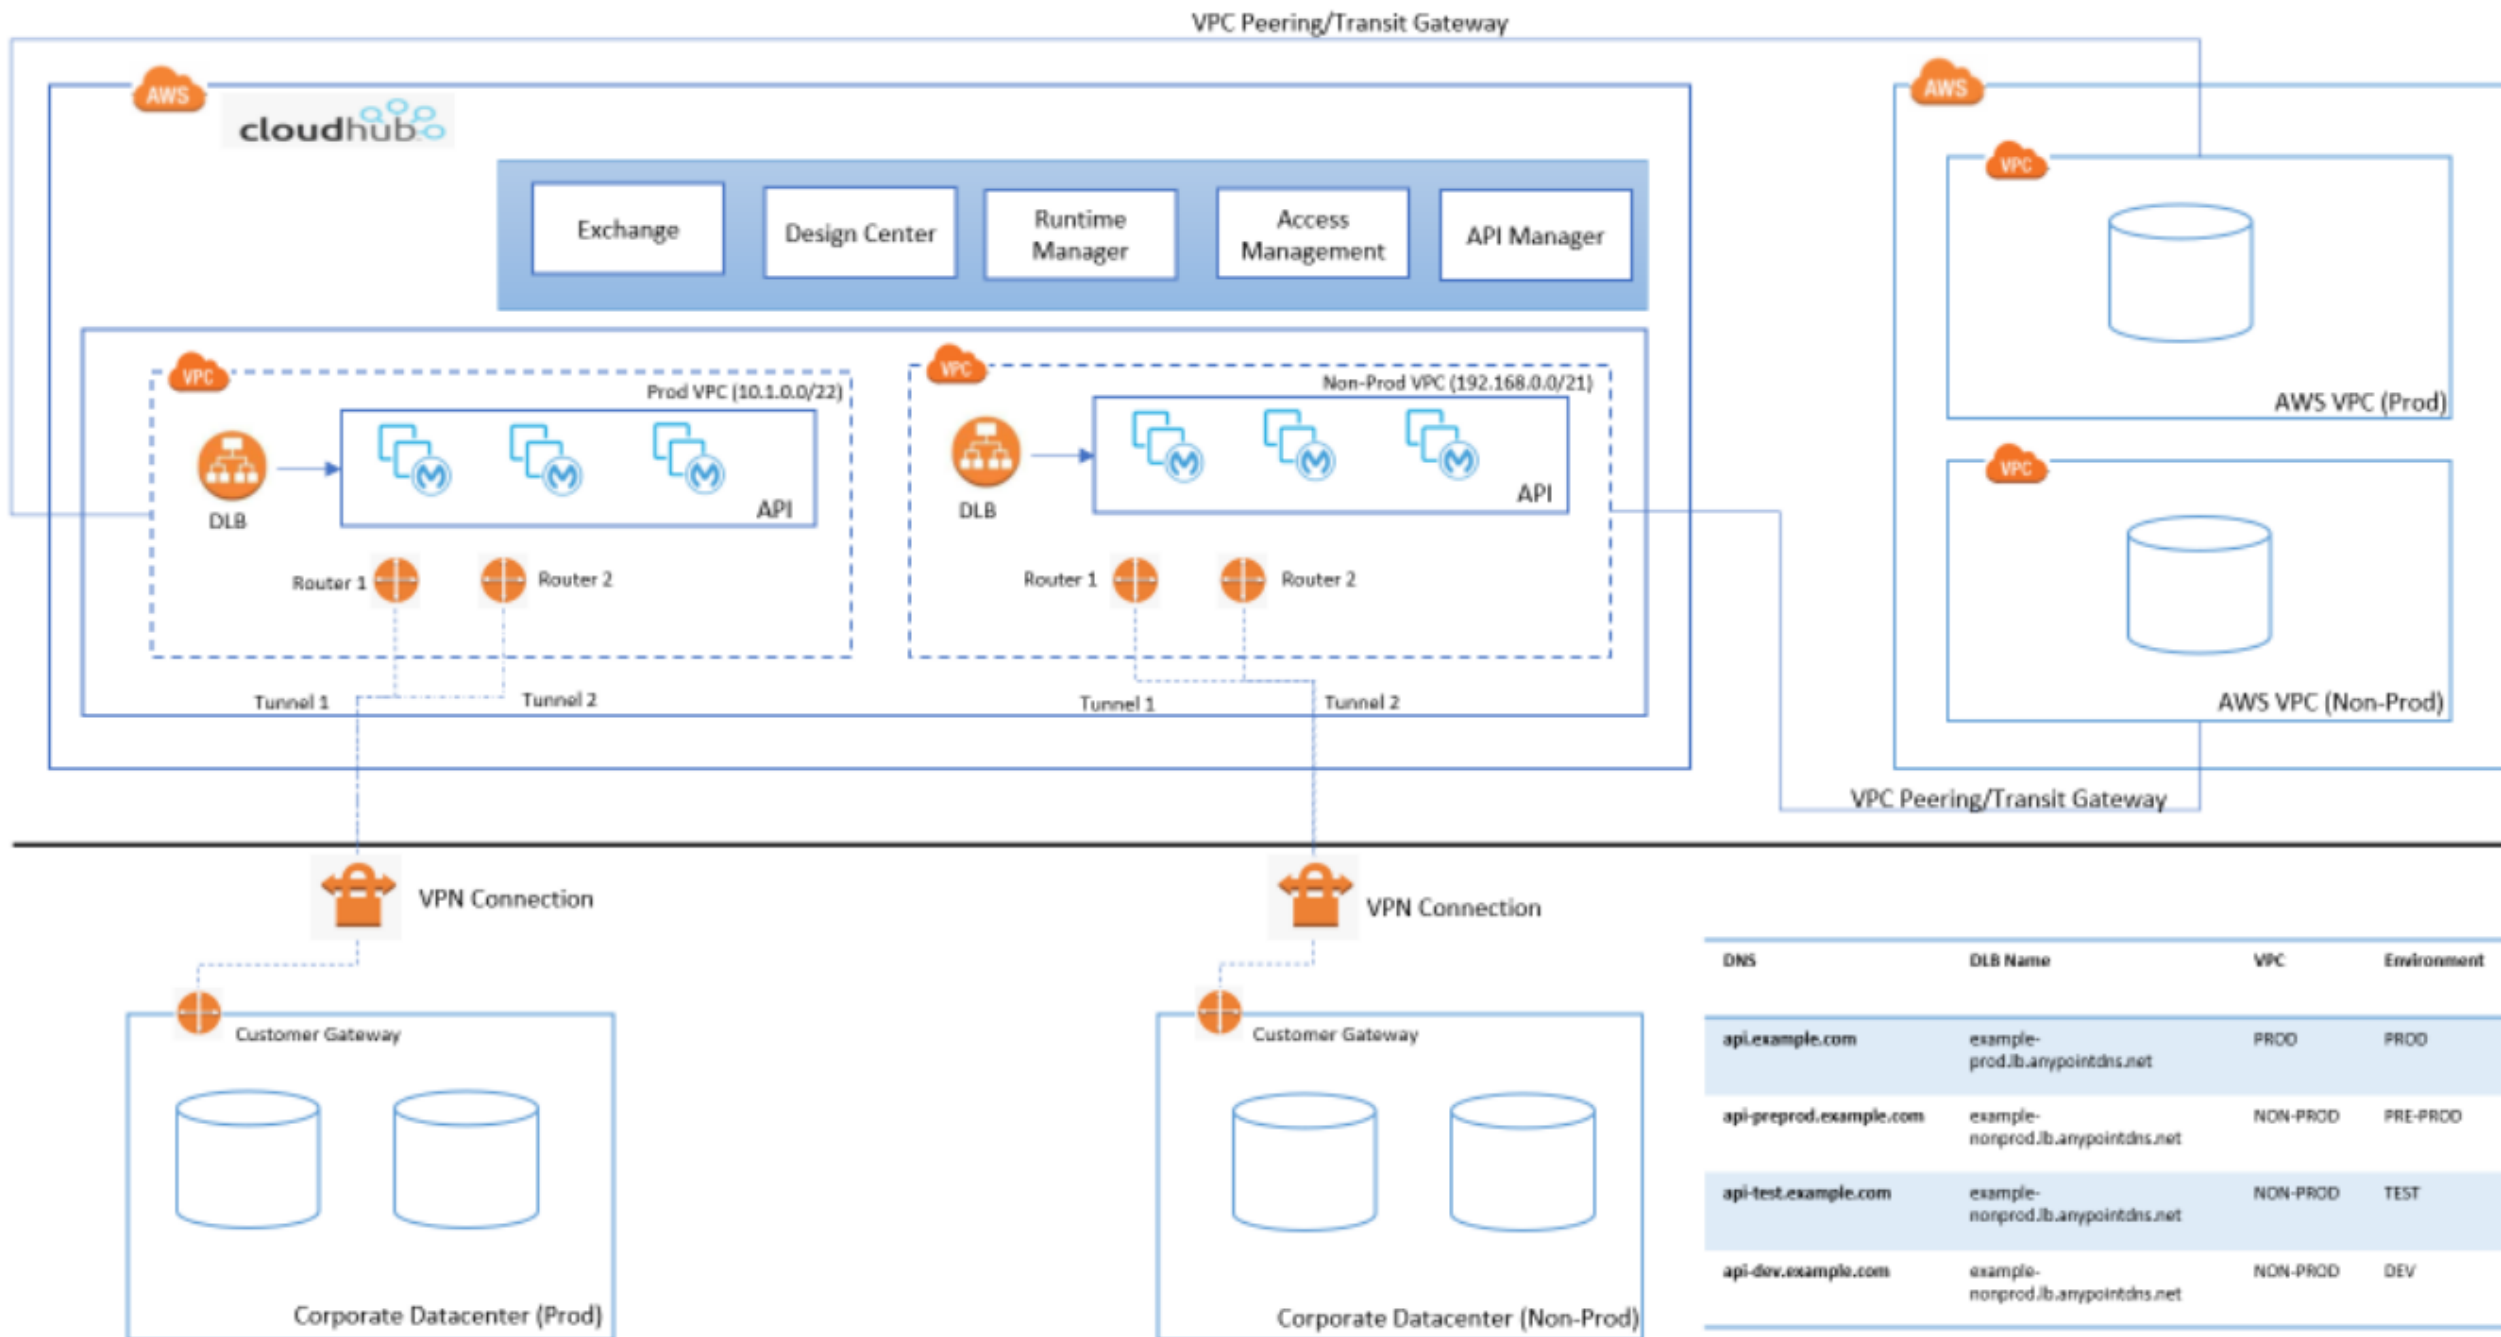 VPC Peering/Transit Gateway
AWS
cloudhub
AWS
VPC
Exchange
Design Center
Runtime
Manager
Access
Management
API Manager
AWS VPC (Prod)
VPC
Prod VPC (10.1.0.0/22)
DLB
API
Router 1
Router 2
Tunnel 1
Tunnel 2
VPC
Non-Prod VPC (192.168.0.0/21)
DLB
API
Router 1
Router 2
Tunnel 1
Tunnel 2
VPC
AWS VPC (Non-Prod)
VPC Peering/Transit Gateway
VPN Connection
VPN Connection
Customer Gateway
Corporate Datacenter (Prod)
Customer Gateway
Corporate Datacenter (Non-Prod)
DNS DLB Name VPC Environment
api.example.com example- PROD PROD
prod.lb.anypointdns.net
api-preprod.example.com example- NON-PROD PRE-PROD
nonprod.lb.anypointdns.net
api-test.example.com example- NON-PROD TEST
nonprod.lb.anypointdns.net
api-dev.example.com example- NON-PROD DEV
nonprod.lb.anypointdns.net